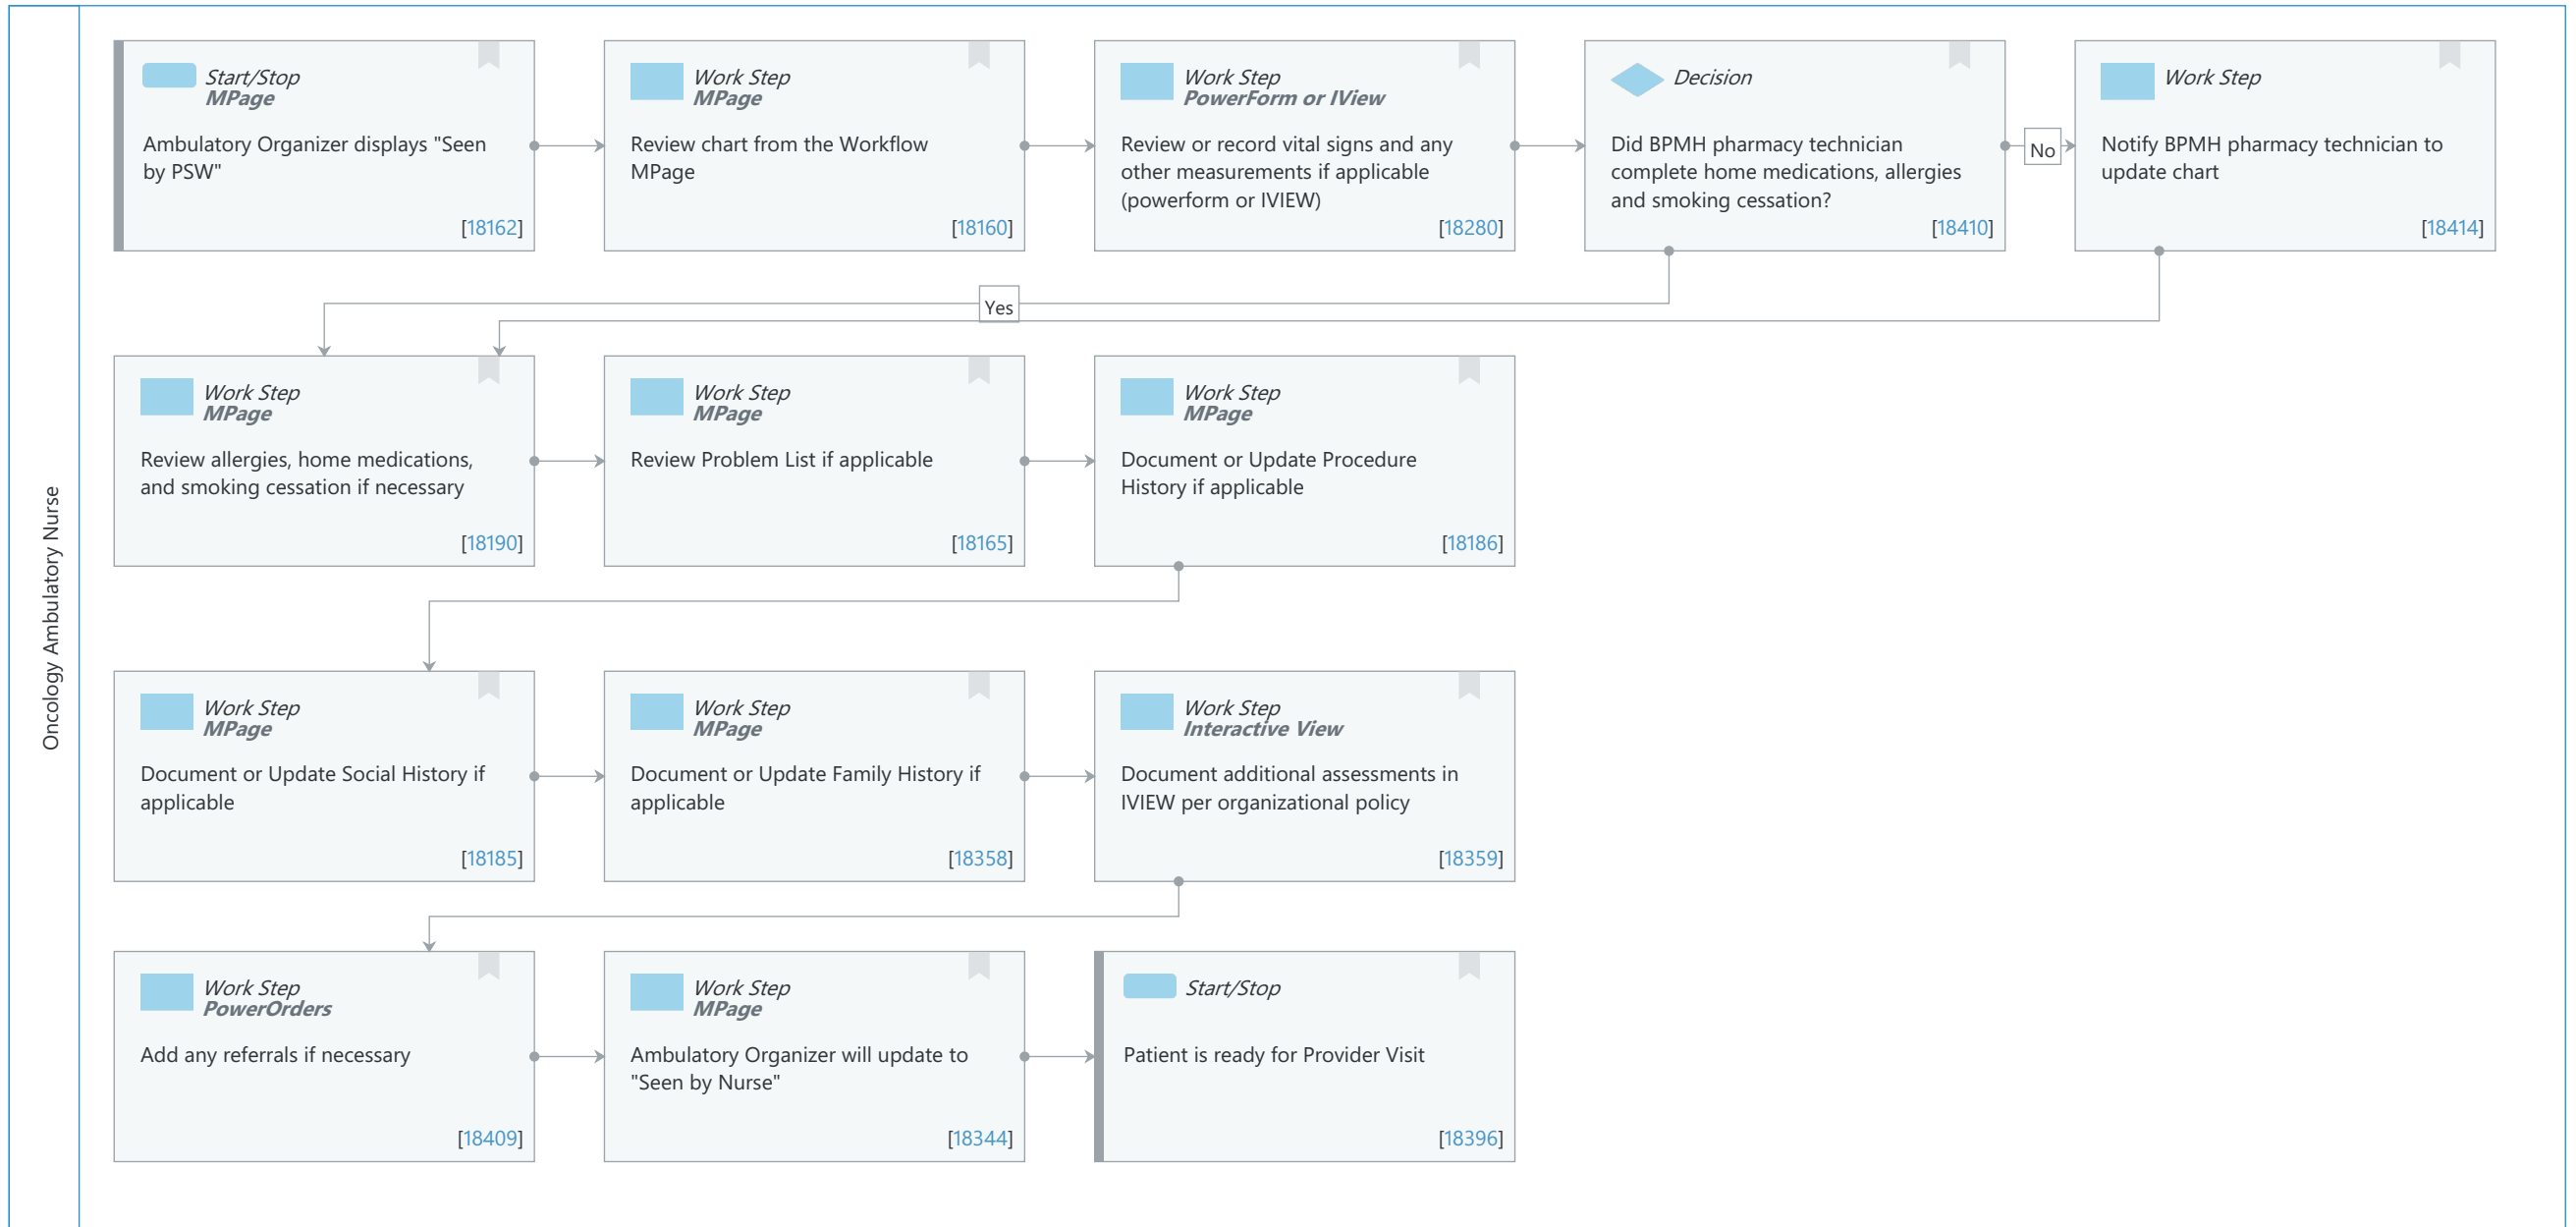 Oncology Ambulatory Nurse
Start/Stop
MPage
Ambulatory Organizer displays "Seen
by PSW"
[18162]
Work Step
MPage
Review chart from the Workflow
MPage
[18160]
Work Step
PowerForm or IView
Review or record vital signs and any
other measurements if applicable
(powerform or IVIEW)
[18280]
Decision
Did BPMH pharmacy technician
complete home medications, allergies
and smoking cessation?
[18410]
No
Work Step
Notify BPMH pharmacy technician to
update chart
[18414]
Yes
Work Step
MPage
Review allergies, home medications,
and smoking cessation if necessary
[18190]
Work Step
MPage
Review Problem List if applicable
[18165]
Work Step
MPage
Document or Update Procedure
History if applicable
[18186]
Work Step
MPage
Document or Update Social History if
applicable
[18185]
Work Step
MPage
Document or Update Family History if
applicable
[18358]
Work Step
Interactive View
Document additional assessments in
IVIEW per organizational policy
[18359]
Work Step
PowerOrders
Add any referrals if necessary
[18409]
Work Step
MPage
Ambulatory Organizer will update to
"Seen by Nurse"
[18344]
Start/Stop
Patient is ready for Provider Visit
[18396]